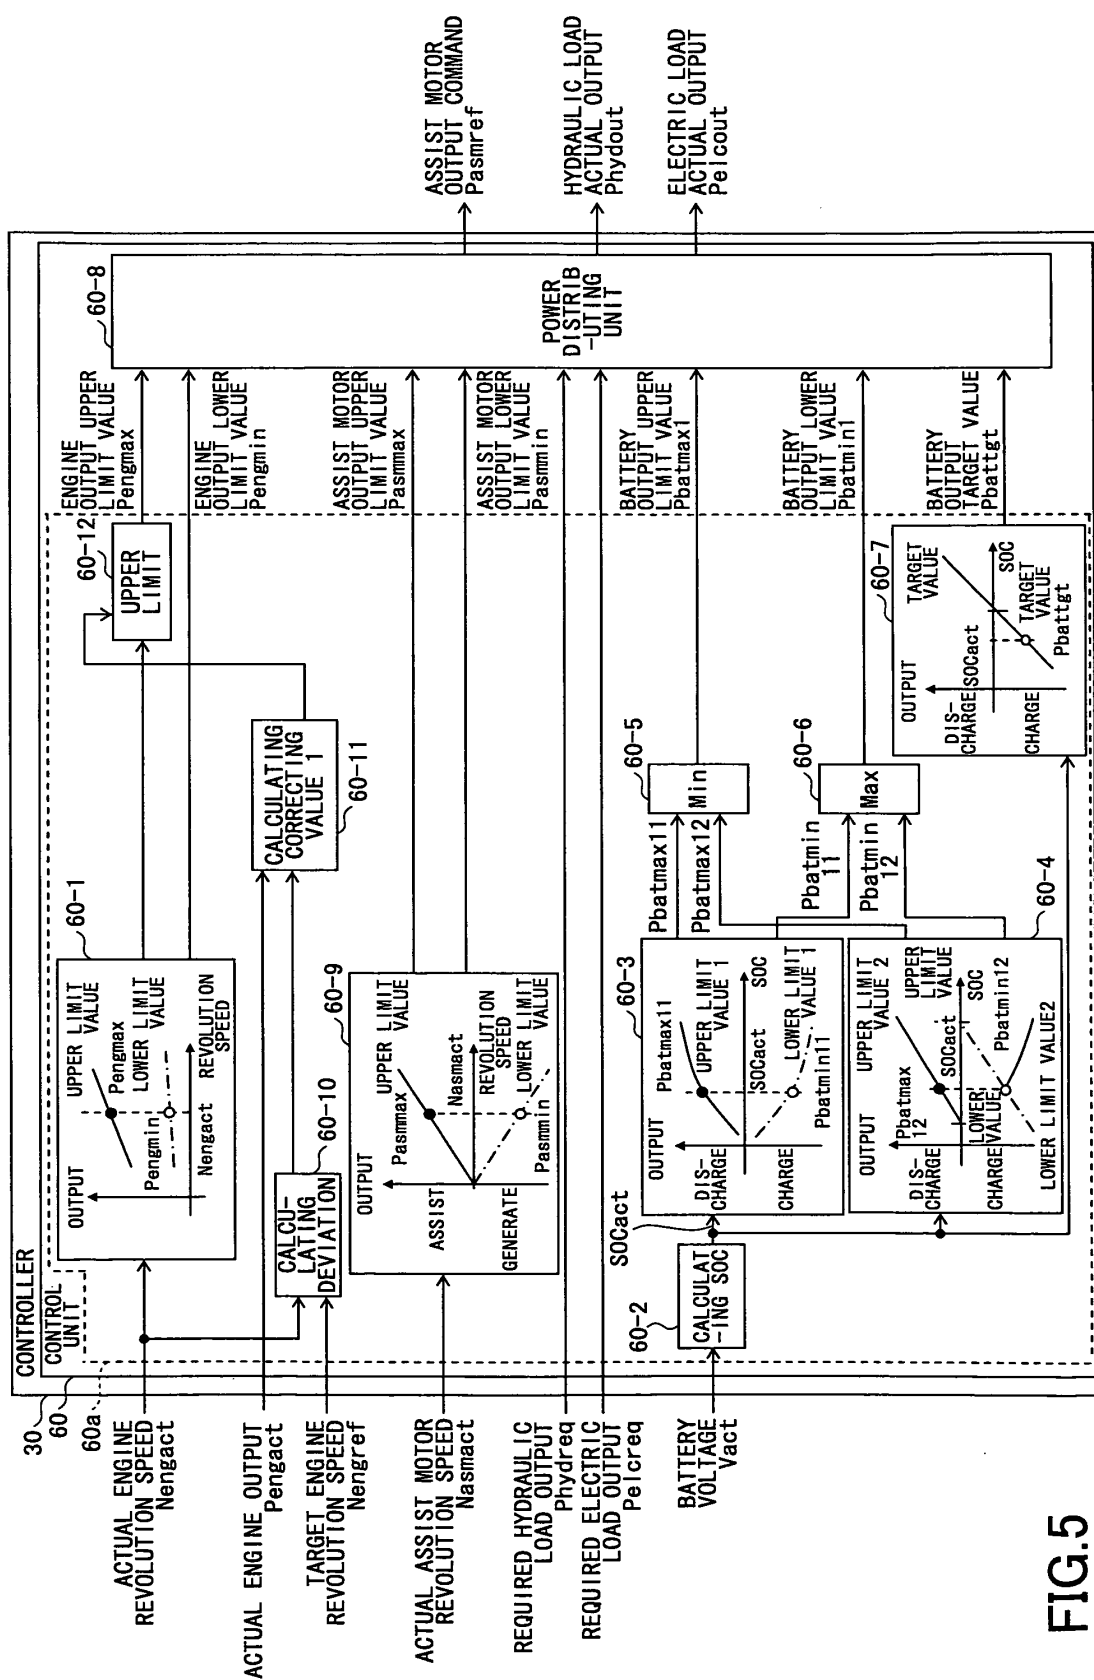 CONTROLLER
CONTROL
UNIT
30
60
60a
ACTUAL ENGINE
REVOLUTION SPEED
Nengact
ACTUAL ENGINE OUTPUT
Pengact
TARGET ENGINE
REVOLUTION SPEED
Nengref
ACTUAL ASSIST MOTOR
REVOLUTION SPEED
Nasmact
REQUIRED HYDRAULIC
LOAD OUTPUT
Phydreq
REQUIRED ELECTRIC
LOAD OUTPUT
Pelcreq
BATTERY
VOLTAGE
Vact
60-1
OUTPUT
UPPER LIMIT
VALUE
Pengmax
LOWER LIMIT
VALUE
Pengmin
REVOLUTION
SPEED
Nengact
60-10
CALCU-
LATING
DEVIATION
60-11
CALCULATING
CORRECTING
VALUE 1
60-12
UPPER
LIMIT
60-9
OUTPUT
ASSIST
GENERATE
Pasmmax
UPPER LIMIT
VALUE
Nasmact
REVOLUTION
SPEED
LOWER LIMIT
VALUE
Pasmmin
60-2
CALCULAT
-ING SOC
SOCact
60-3
OUTPUT
DIS-
CHARGE
CHARGE
Pbatmax11
UPPER LIMIT
VALUE 1
SOC
SOCact
LOWER LIMIT
VALUE 1
Pbatmin11
60-4
OUTPUT
DIS-
CHARGE
CHARGE
Pbatmax
12
UPPER LIMIT
VALUE 2
UPPER LIMIT
VALUE
SOCact
SOC
LOWER
VALUE
Pbatmin12
LOWER LIMIT VALUE2
Pbatmax11
Pbatmax12
60-5
Min
Pbatmin
11
Pbatmin
12
60-6
Max
60-7
OUTPUT
DIS-
CHARGE
CHARGE
TARGET
VALUE
SOCact
SOC
TARGET
VALUE
Pbattgt
ENGINE
OUTPUT UPPER
LIMIT VALUE
Pengmax
ENGINE
OUTPUT LOWER
LIMIT VALUE
Pengmin
ASSIST MOTOR
OUTPUT UPPER
LIMIT VALUE
Pasmmax
ASSIST MOTOR
OUTPUT LOWER
LIMIT VALUE
Pasmmin
BATTERY
OUTPUT UPPER
LIMIT VALUE
Pbatmax1
BATTERY
OUTPUT LOWER
LIMIT VALUE
Pbatmin1
BATTERY
OUTPUT
TARGET VALUE
Pbattgt
60-8
POWER
DISTRIB
-UTING
UNIT
ASSIST MOTOR
OUTPUT COMMAND
Pasmref
HYDRAULIC LOAD
ACTUAL OUTPUT
Phydout
ELECTRIC LOAD
ACTUAL OUTPUT
Pelcout
FIG.5